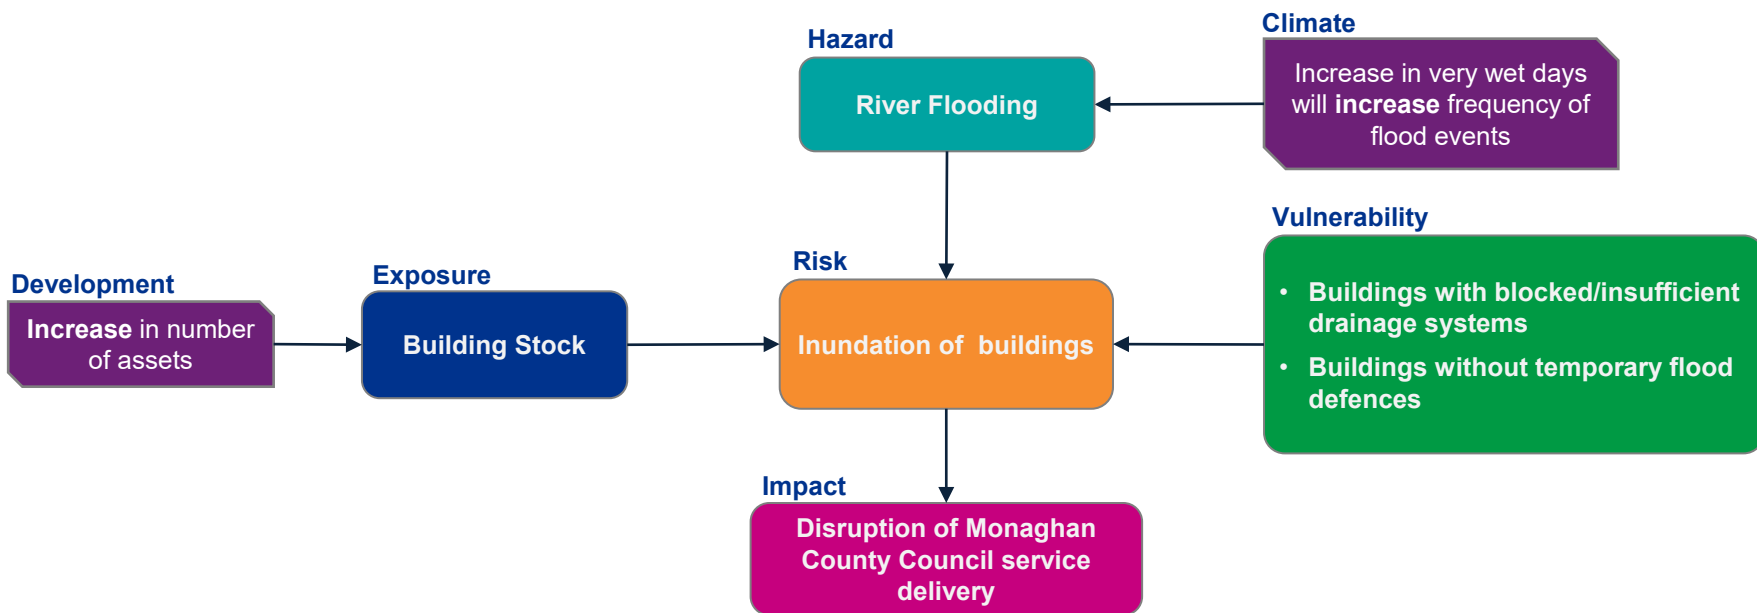 Climate
Increase in very wet days
will increase frequency of
flood events
Hazard
River Flooding
Vulnerability
• Buildings with blocked/insufficient
drainage systems
• Buildings without temporary flood
defences
Risk
Inundation of buildings
Exposure
Building Stock
Development
Increase in number
of assets
Impact
Disruption of Monaghan
County Council service
delivery